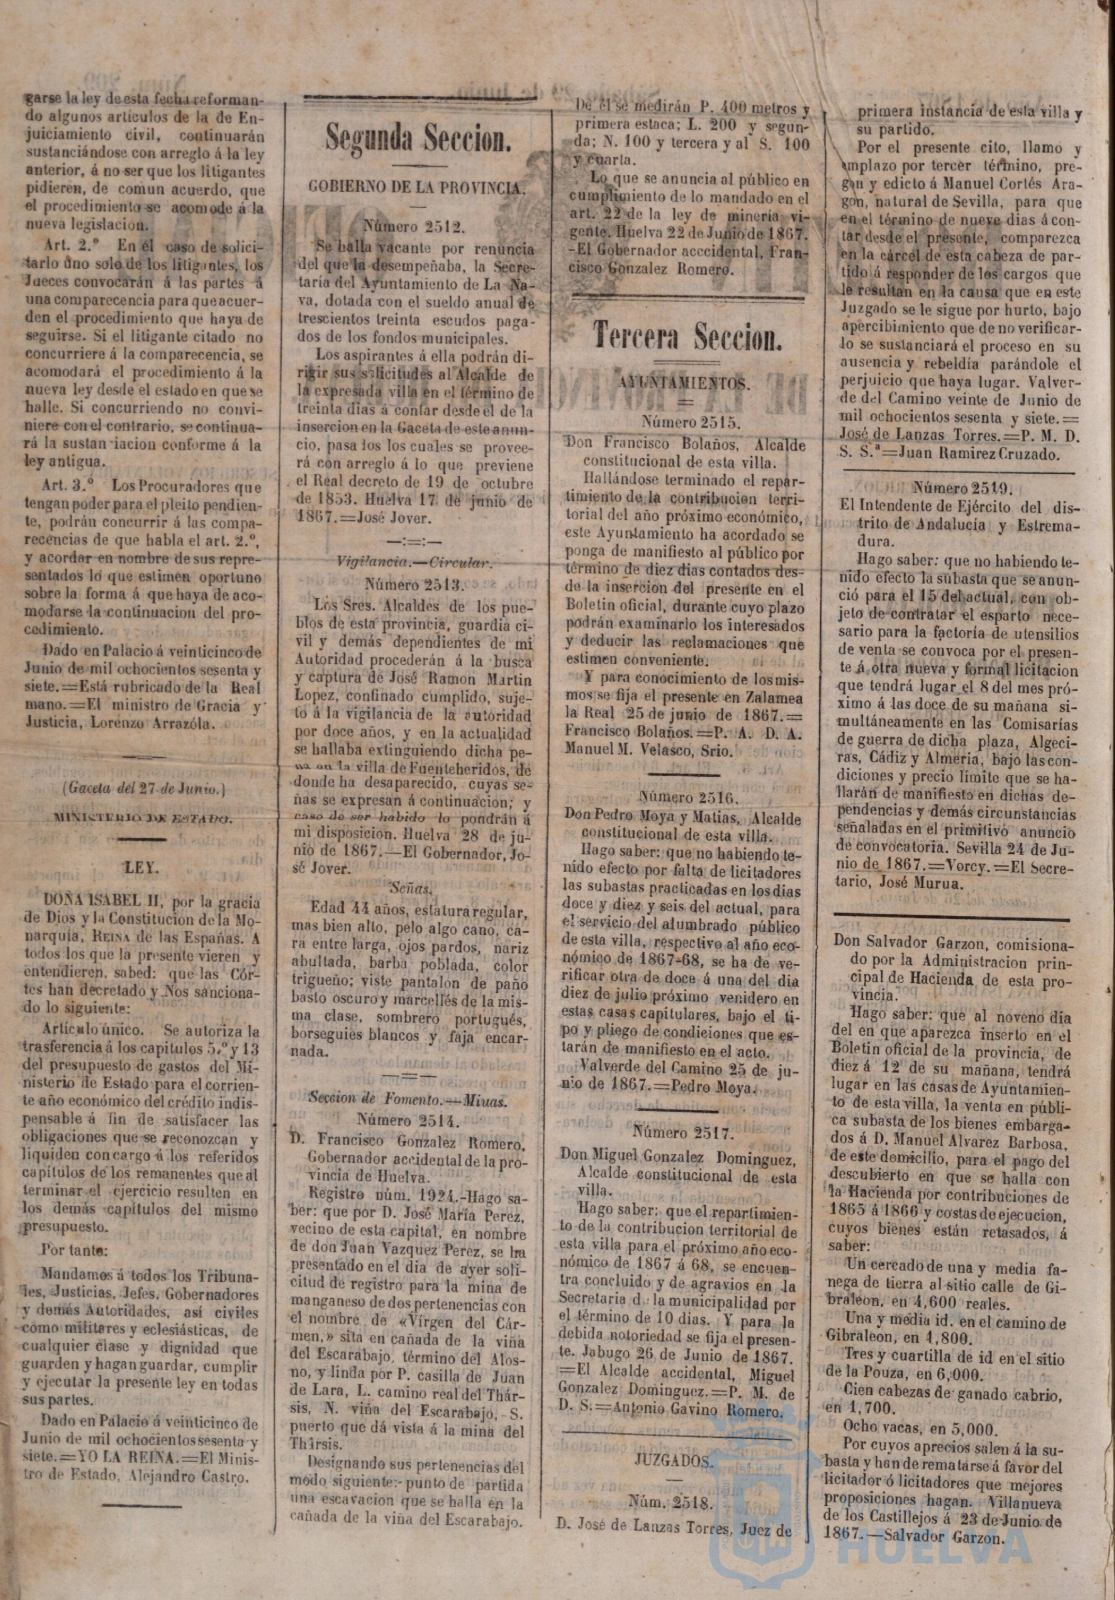 garse la ley de esta fecha reforman-
do algunos artículos de la de En-
juiciamiento civil, continuarán
sustanciándose con arreglo á la ley
anterior, á no ser que los litigantes
pidieren, de comun acuerdo, que
el procedimiento se acomode á la
nueva legislacion.
Art. 2.º En el caso de solici-
tarlo uno solo de los litigantes, los
Jueces convocarán á las partes á
una comparecencia para que acuer-
den el procedimiento que haya de
seguirse. Si el litigante citado no
concurriere á la comparecencia, se
acomodará el procedimiento á la
nueva ley desde el estado en que se
halle. Si concurriendo no convi-
niere con el contrario, se continua-
rá la sustanciacion conforme á la
ley antigua.
Art. 3.º Los Procuradores que
tengan poder para el pleito pendien-
te, podrán concurrir á las compa-
recencias de que habla el art. 2.º,
y acordar en nombre de sus repre-
sentados lo que estimen oportuno
sobre la forma á que haya de aco-
modarse la continuacion del pro-
cedimiento.
Dado en Palacio á veinticinco de
Junio de mil ochocientos sesenta y
siete.=Está rubricado de la Real
mano.=El ministro de Gracia y
Justicia, Lorenzo Arrazóla.
(Gaceta del 27 de Junio.)
MINISTERIO DE ESTADO.
LEY.
DOÑA ISABEL II, por la gracia
de Dios y la Constitucion de la Mo-
narquía, REINA de las Españas. A
todos los que la presente vieren y
entendieren, sabed: que las Cór-
tes han decretado y Nos sanciona-
do lo siguiente:
Artículo único. Se autoriza la
trasferencia á los capítulos 5.º y 13
del presupuesto de gastos del Mi-
nisterio de Estado para el corrien-
te año económico del crédito indis-
pensable á fin de satisfacer las
obligaciones que se reconozcan y
liquiden con cargo á los referidos
capítulos de los remanentes que al
terminar el ejercicio resulten en
los demás capítulos del mismo
presupuesto.
Por tanto:
Mandamos á todos los Tribuna-
les, Justicias, Jefes, Gobernadores
y demás Autoridades, así civiles
como militares y eclesiásticas, de
cualquier clase y dignidad que
guarden y hagan guardar, cumplir
y ejecutar la presente ley en todas
sus partes.
Dado en Palacio á veinticinco de
Junio de mil ochocientos sesenta y
siete.=YO LA REINA.=El Minis-
tro de Estado, Alejandro Castro.
Segunda Seccion.
GOBIERNO DE LA PROVINCIA.
Número 2512.
Se halla vacante por renuncia
del que la desempeñaba, la Secre-
taría del Ayuntamiento de La Na-
va, dotada con el sueldo anual de
trescientos treinta escudos paga-
dos de los fondos municipales.
Los aspirantes á ella podrán di-
rigir sus solicitudes al Alcalde de
la expresada villa en el término de
treinta dias á contar desde el de la
insercion en la Gaceta de este anun-
cio, pasa los los cuales se provee-
rá con arreglo á lo que previene
el Real decreto de 19 de octubre
de 1853. Huelva 17 de junio de
1867.=José Jover.
Vigilancia.—Circular.
Número 2513.
Los Sres. Alcaldes de los pue-
blos de esta provincia, guardia ci-
vil y demás dependientes de mi
Autoridad procederán á la busca
y captura de José Ramon Martin
Lopez, confinado cumplido, suje-
to á la vigilancia de la autoridad
por doce años, y en la actualidad
se hallaba extinguiendo dicha pe-
na en la villa de Fuenteheridos, de
donde ha desaparecido, cuyas se-
ñas se expresan á continuacion; y
caso de ser habido lo pondrán á
mi disposicion. Huelva 28 de ju-
nio de 1867.—El Gobernador, Jo-
sé Jover.
Señas.
Edad 44 años, estatura regular,
mas bien alto, pelo algo cano, ca-
ra entre larga, ojos pardos, nariz
abultada, barba poblada, color
trigueño; viste pantalon de paño
basto oscuro y marcellés de la mis-
ma clase, sombrero portugués,
borseguies blancos y faja encar-
nada.
Seccion de Fomento.—Minas.
Número 2514.
D. Francisco Gonzalez Romero,
Gobernador accidental de la pro-
vincia de Huelva.
Registro núm. 1924.-Hago sa-
ber: que por D. José María Perez,
vecino de esta capital, en nombre
de don Juan Vazquez Perez, se ha
presentado en el dia de ayer soli-
citud de registro para la mina de
manganeso de dos pertenencias con
el nombre de «Vírgen del Cár-
men,» sita en cañada de la viña
del Escarabajo, término del Alos-
no, y linda por P. casilla de Juan
de Lara, L. camino real del Thár-
sis, N. viña del Escarabajo, S.
puerto que dá vista á la mina del
Thársis.
Designando sus pertenencias del
modo siguiente:- punto de partida
una escavacion que se halla en la
cañada de la viña del Escarabajo.
De él se medirán P. 400 metros y
primera estaca; L. 200 y segun-
da; N. 100 y tercera y al S. 100
y cuarta.
Lo que se anuncia al público en
cumplimiento de lo mandado en el
art. 22 de la ley de minería vi-
gente. Huelva 22 de Junio de 1867.
-El Gobernador acccidental, Fran-
cisco Gonzalez Romero.
Tercera Seccion.
AYUNTAMIENTOS.
Número 2515.
Don Francisco Bolaños, Alcalde
constitucional de esta villa.
Hallándose terminado el repar-
timiento de la contribucion terri-
torial del año próximo económico,
este Ayuntamiento ha acordado se
ponga de manifiesto al público por
término de diez dias contados des-
de la insercion del presente en el
Boletin oficial, durante cuyo plazo
podrán examinarlo los interesados
y deducir las reclamaciones que
estimen conveniente.
Y para conocimiento de los mis-
mos se fija el presente en Zalamea
la Real 25 de junio de 1867.=
Francisco Bolaños.=P. A. D. A.
Manuel M. Velasco, Srio.
Número 2516.
Don Pedro Moya y Matias, Alcalde
constitucional de esta villa.
Hago saber: que no habiendo te-
nido efecto por falta de licitadores
las subastas practicadas en los dias
doce y diez y seis del actual, para
el servicio del alumbrado público
de esta villa, respectivo al año eco-
nómico de 1867-68, se ha de ve-
rificar otra de doce á una del dia
diez de julio próximo venidero en
estas casas capitulares, bajo el ti-
po y pliego de condiciones que es-
tarán de manifiesto en el acto.
Valverde del Camino 25 de ju-
nio de 1867.=Pedro Moya.
Número 2517.
Don Miguel Gonzalez Dominguez,
Alcalde constitucional de esta
villa.
Hago saber: que el repartimien-
to de la contribucion territorial de
esta villa para el próximo año eco-
nómico de 1867 á 68, se encuen-
tra concluido y de agravios en la
Secretaria d la municipalidad por
el término de 10 dias. Y para la
debida notoriedad se fija el presen-
te. Jabugo 26 de Junio de 1867.
=El Alcalde accidental, Miguel
Gonzalez Dominguez.=P. M. de
D. S.=Antonio Gavino Romero.
JUZGADOS.
Núm. 2518.
D. José de Lanzas Torres, Juez de
primera instancia de esta villa y
su partido.
Por el presente cito, llamo y
emplazo por tercer término, pre-
gon y edicto á Manuel Cortés Ara-
gon, natural de Sevilla, para que
en el término de nueve dias á con-
tar desde el presente, comparezca
en la cárcel de esta cabeza de par-
tido á responder de los cargos que
le resultan en la causa que en este
Juzgado se le sigue por hurto, bajo
apercibimiento que de no verificar-
lo se sustanciará el proceso en su
ausencia y rebeldía parándole el
perjuicio que haya lugar. Valver-
de del Camino veinte de Junio de
mil ochocientos sesenta y siete.=
José de Lanzas Torres.=P. M. D.
S. S.ª=Juan Ramirez Cruzado.
Número 2519.
El Intendente de Ejército del dis-
trito de Andalucía y Estrema-
dura.
Hago saber: que no habiendo te-
nido efecto la subasta que se anun-
ció para el 15 del actual, con ob-
jeto de contratar el esparto nece-
sario para la factoría de utensilios
de venta se convoca por el presen-
te á otra nueva y formal licitacion
que tendrá lugar el 8 del mes pró-
ximo á las doce de su mañana si-
multáneamente en las Comisarías
de guerra de dicha plaza, Algeci-
ras, Cádiz y Almería, bajo las con-
diciones y precio límite que se ha-
llarán de manifiesto en dichas de-
pendencias y demás circunstancias
señaladas en el primitivo anuncio
de convocatoria. Sevilla 24 de Ju-
nio de 1867.=Vorcy.=El Secre-
tario, José Murua.
Don Salvador Garzon, comisiona-
do por la Administracion prin-
cipal de Hacienda de esta pro-
vincia.
Hago saber: que al noveno dia
del en que aparezca inserto en el
Boletin oficial de la provincia, de
diez á 12 de su mañana, tendrá
lugar en las casas de Ayuntamien-
to de esta villa, la venta en públi-
ca subasta de los bienes embarga-
dos á D. Manuel Alvarez Barbosa,
de este domicilio, para el pago del
descubierto en que se halla con
la Hacienda por contribuciones de
1865 á 1866 y costas de ejecucion,
cuyos bienes están retasados, á
saber:
Un cercado de una y media fa-
nega de tierra al sitio calle de Gi-
braleon, en 4,600 reales.
Una y media id. en el camino de
Gibraleon, en 1,800.
Tres y cuartilla de id en el sitio
de la Pouza, en 6,000.
Cien cabezas de ganado cabrio,
en 1,700.
Ocho vacas, en 5,000.
Por cuyos aprecios salen á la su-
basta y han de rematarse á favor del
licitador ó licitadores que mejores
proposiciones hagan. Villanueva
de los Castillejos á 23 de Junio de
1867.—Salvador Garzon.
HUELVA